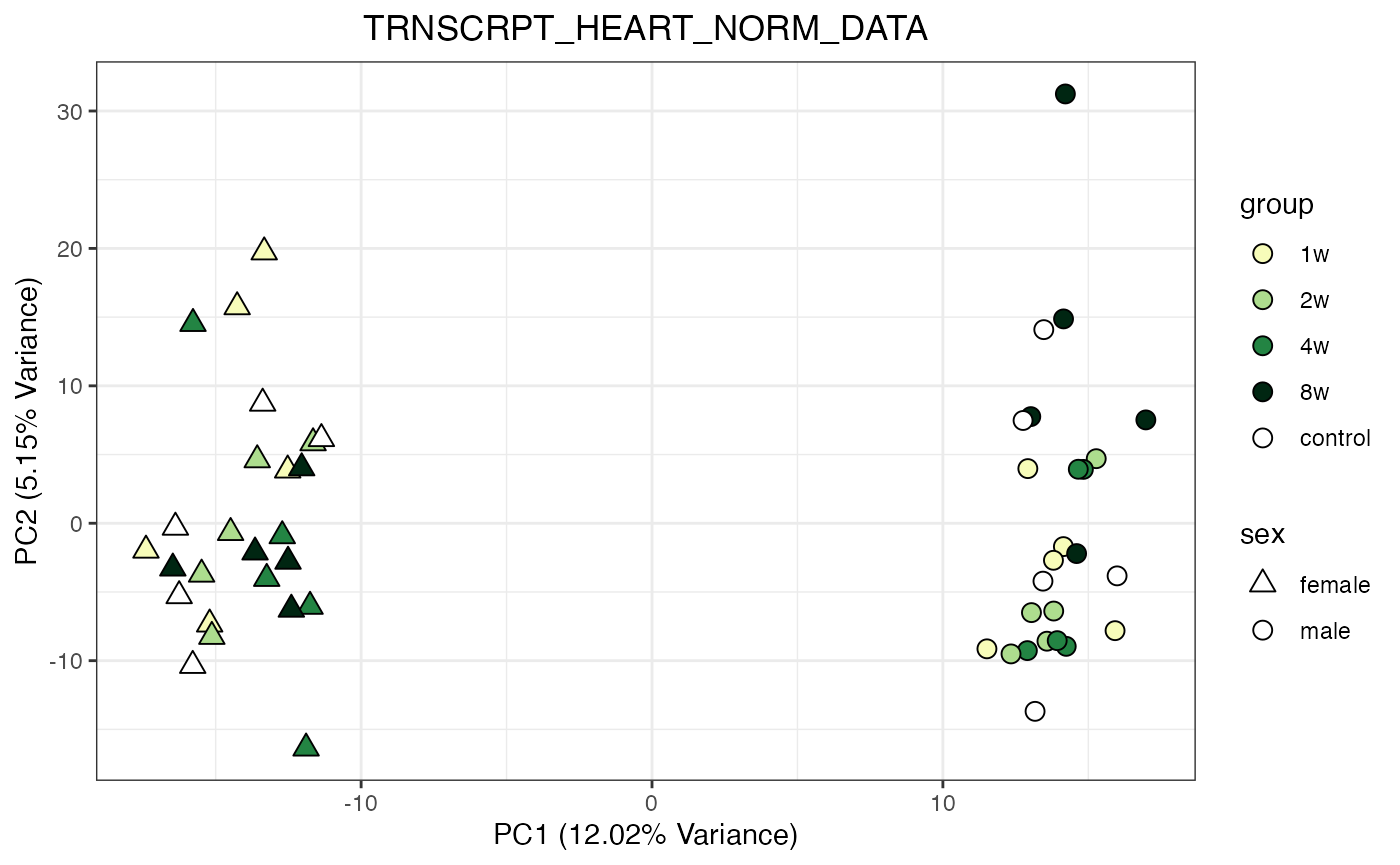 TRNSCRPT_HEART_NORM_DATA
30
20
10
0
-10
PC2 (5.15% Variance)
-10
0
10
PC1 (12.02% Variance)
group
1w
2w
4w
8w
control
sex
female
male